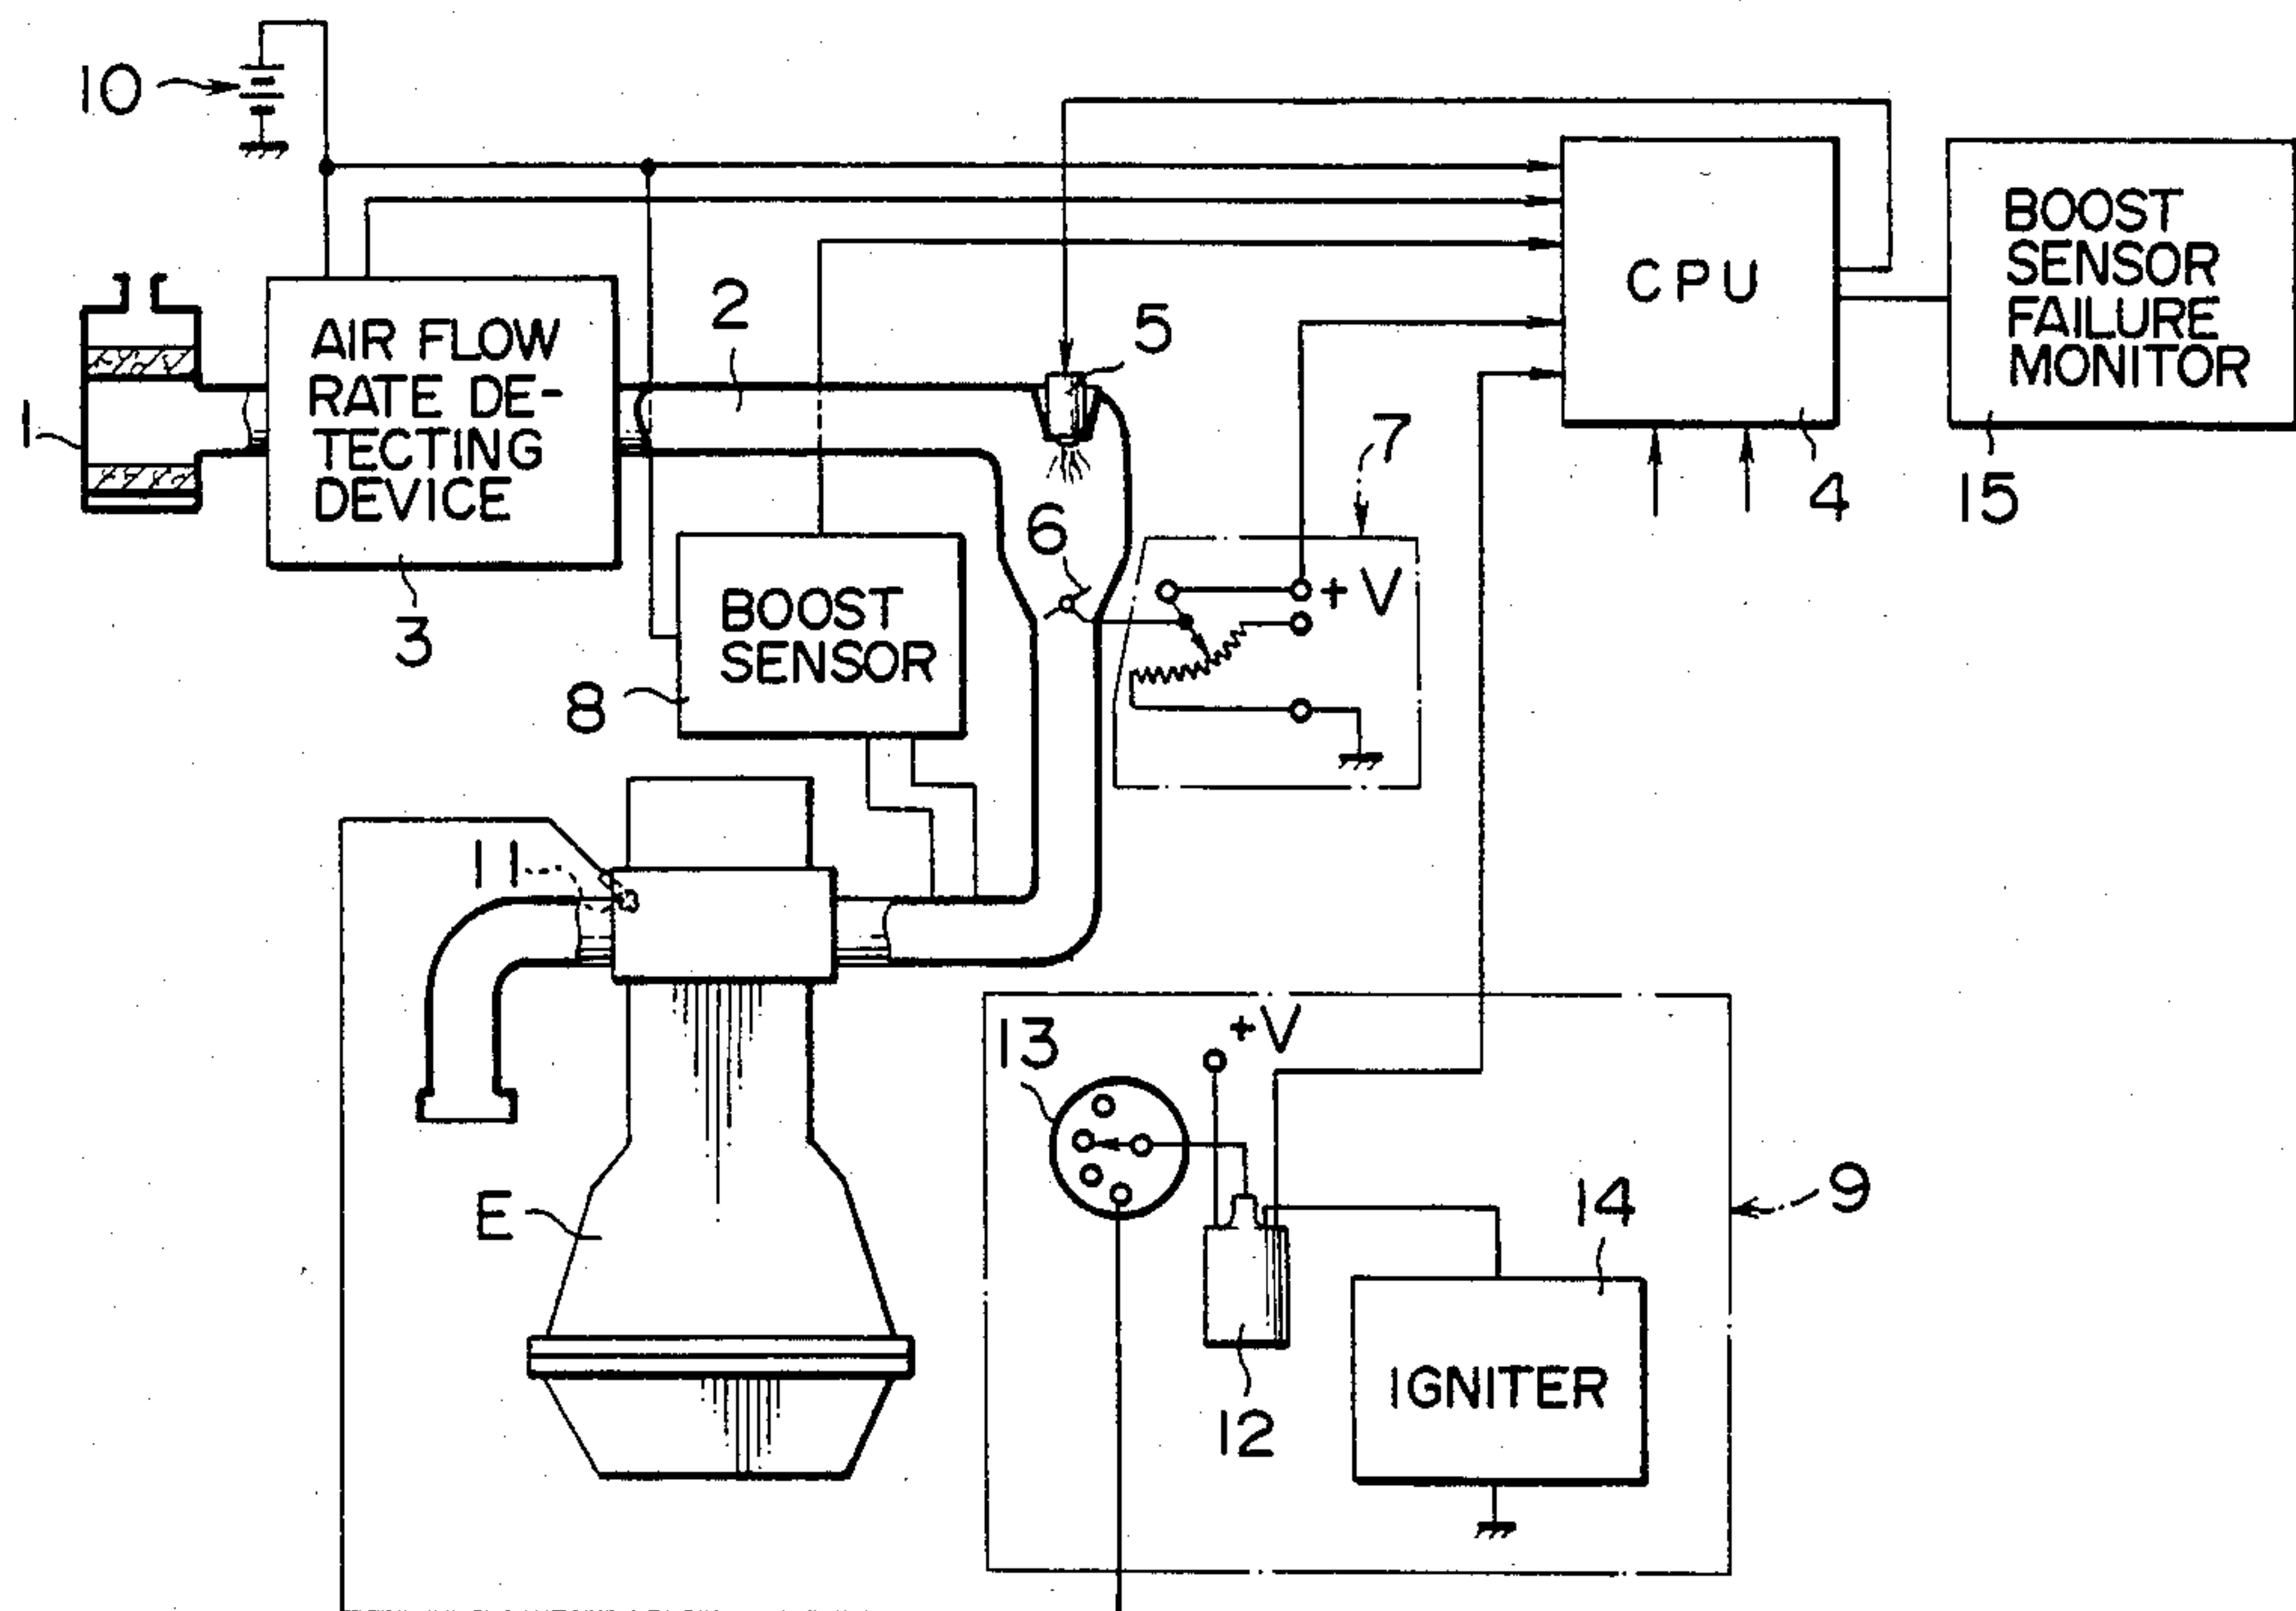 10
AIR FLOW
RATE DE-
TECTING
DEVICE
1
2
3
CPU
4
BOOST
SENSOR
FAILURE
MONITOR
15
5
6
7
+V
BOOST
SENSOR
8
11
E
13
+V
9
14
12
IGNITER